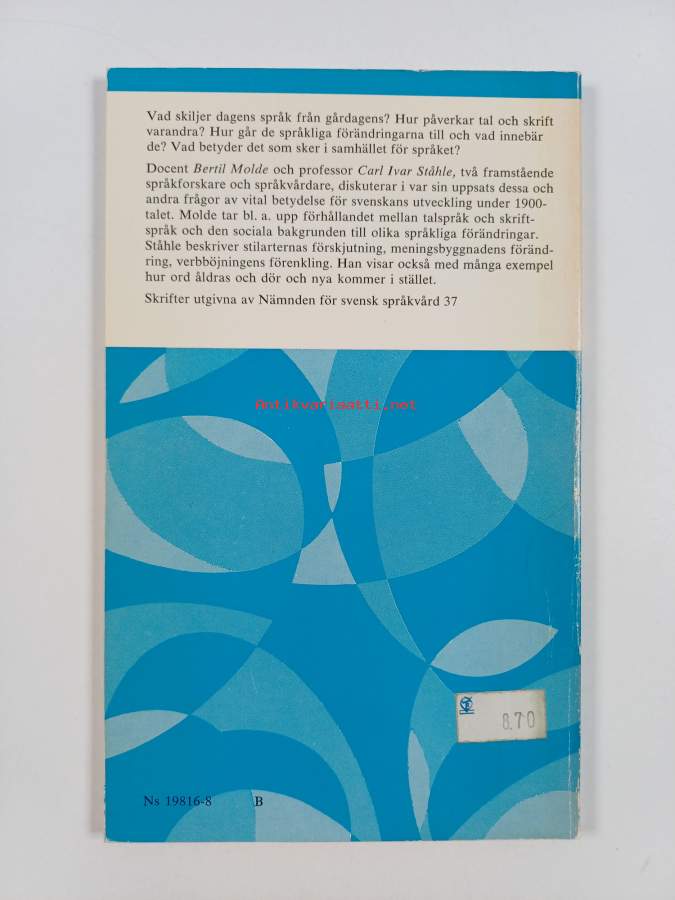 Vad skiljer dagens språk från gårdagens? Hur påverkar tal och skrift
varandra? Hur går de språkliga förändringarna till och vad innebär
de? Vad betyder det som sker i samhället för språket?
Docent Bertil Molde och professor Carl Ivar Ståhle, två framstående
språkforskare och språkvårdare, diskuterar i var sin uppsats dessa och
andra frågor av vital betydelse för svenskans utveckling under 1900-
talet. Molde tar bl. a. upp förhållandet mellan talspråk och skrift-
språk och den sociala bakgrunden till olika språkliga förändringar.
Ståhle beskriver stilarternas förskjutning, meningsbyggnadens föränd-
ring, verbböjningens förenkling. Han visar också med många exempel
hur ord åldras och dör och nya kommer i stället.
Skrifter utgivna av Nämnden för svensk språkvård 37
Antikvariaatti.net
8.70
Ns 19816-8 B